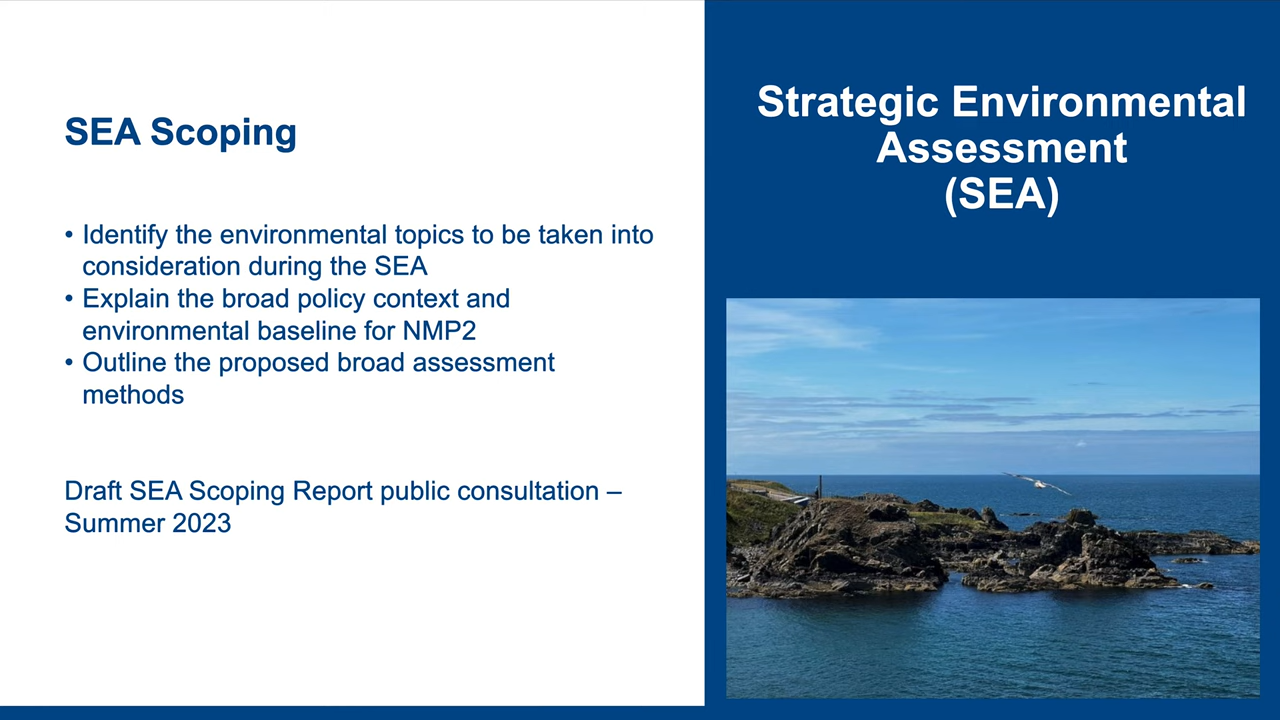 SEA Scoping
• Identify the environmental topics to be taken into
consideration during the SEA
• Explain the broad policy context and
environmental baseline for NMP2
• Outline the proposed broad assessment
methods
Draft SEA Scoping Report public consultation –
Summer 2023
Strategic Environmental
Assessment
(SEA)